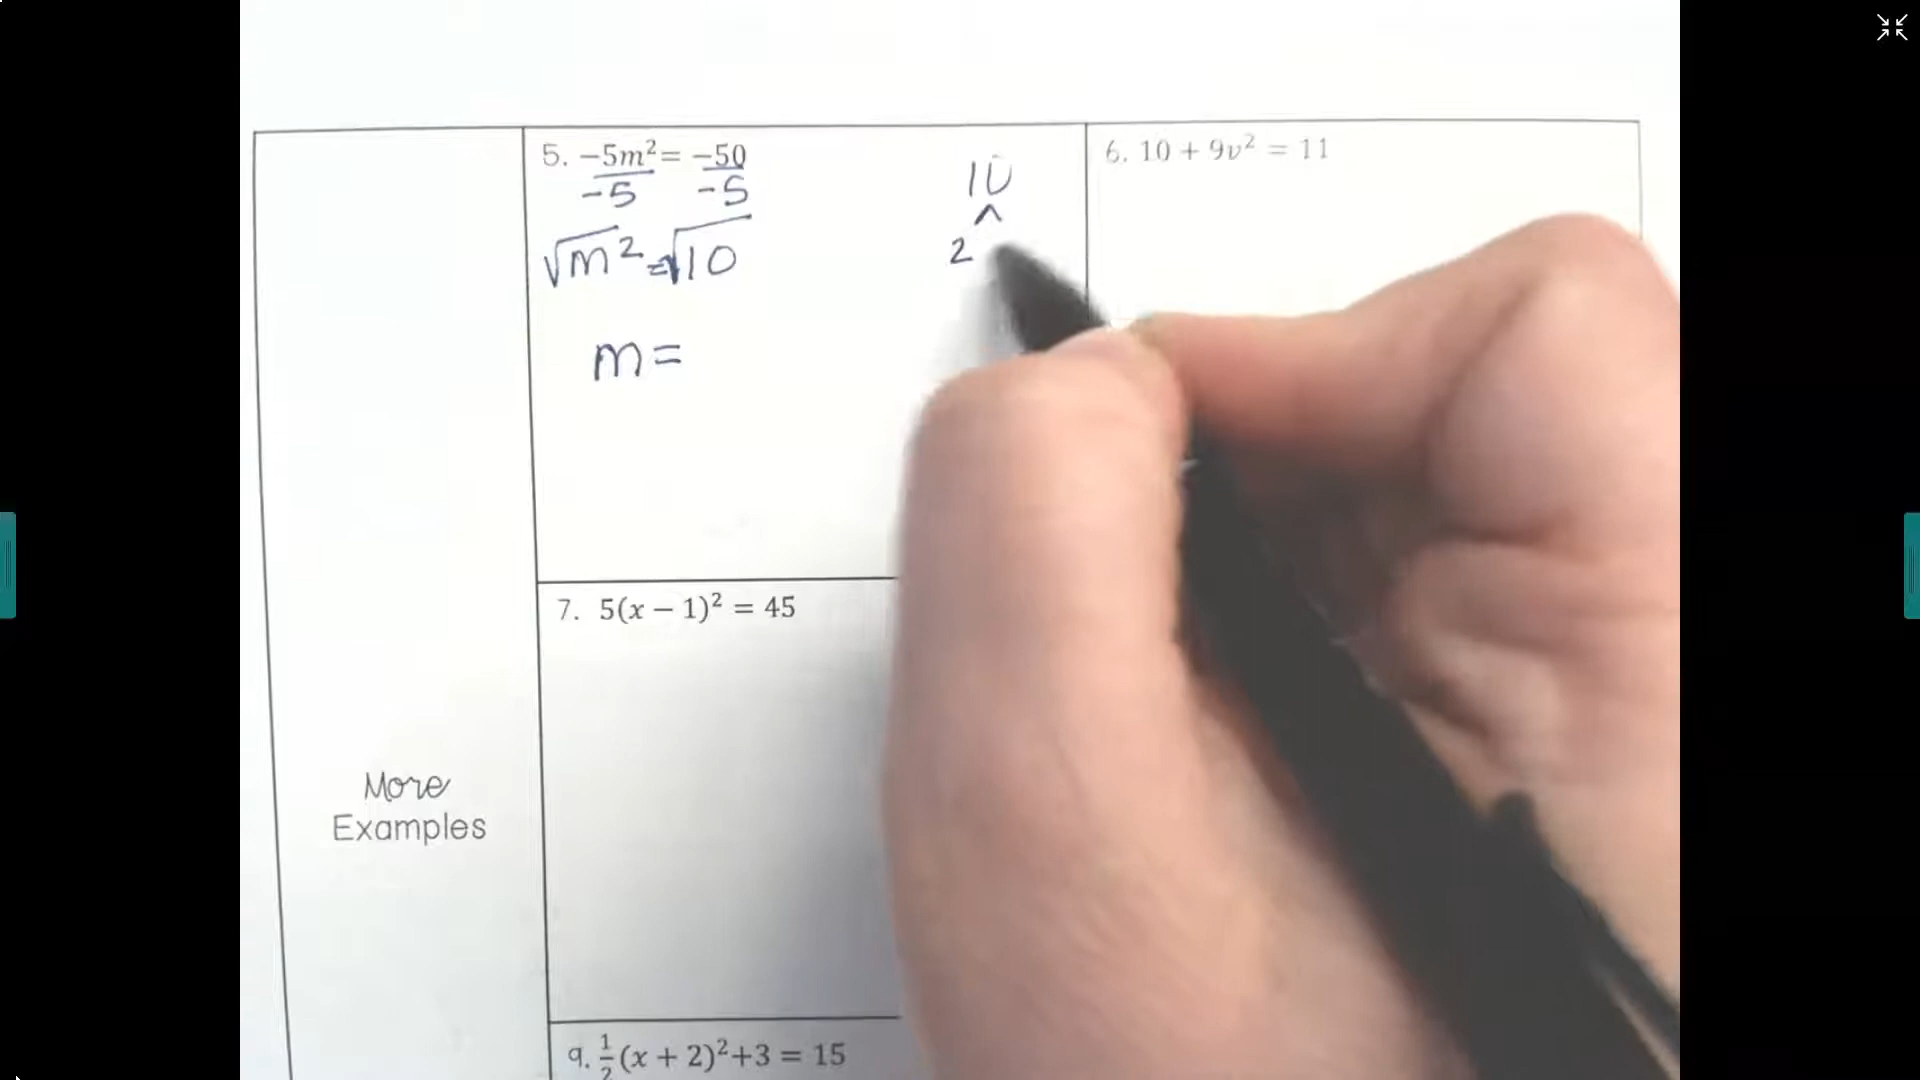 5. −5m² = −50
−5 −5
√m² = √10
m =
10
^
2
6. 10 + 9v² = 11
7. 5(x − 1)² = 45
More
Examples
9. 1/2 (x + 2)²+3 = 15